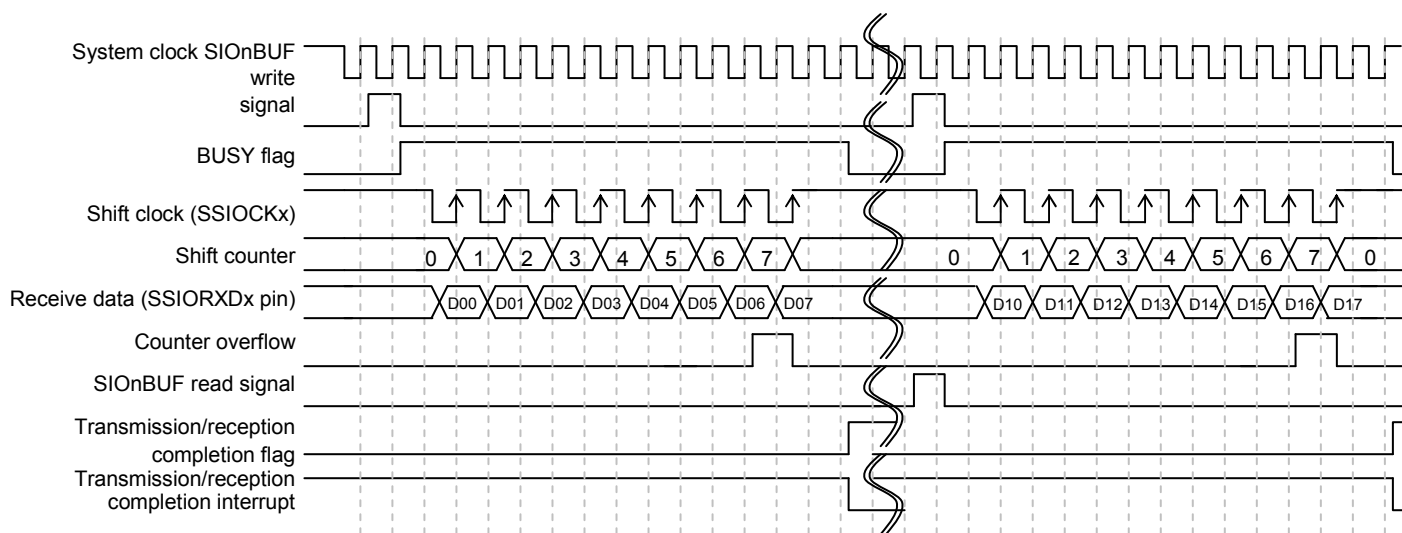 System clock SIOnBUF
write
signal
BUSY flag
Shift clock (SSIOCKx)
Shift counter
0 1 2 3 4 5 6 7 0 1 2 3 4 5 6 7 0
Receive data (SSIORXDx pin)
D00 D01 D02 D03 D04 D05 D06 D07 D10 D11 D12 D13 D14 D15 D16 D17
Counter overflow
SIOnBUF read signal
Transmission/reception
completion flag
Transmission/reception
completion interrupt